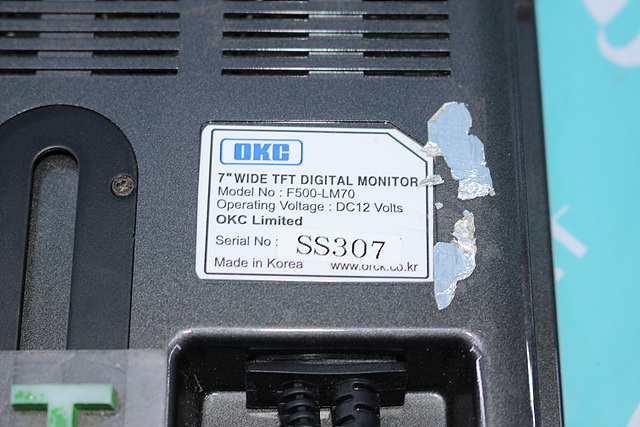 OKC
7" WIDE TFT DIGITAL MONITOR
Model No : F500-LM70
Operating Voltage : DC12 Volts
OKC Limited
Serial No : SS307
Made in Korea www.orck.co.kr
T